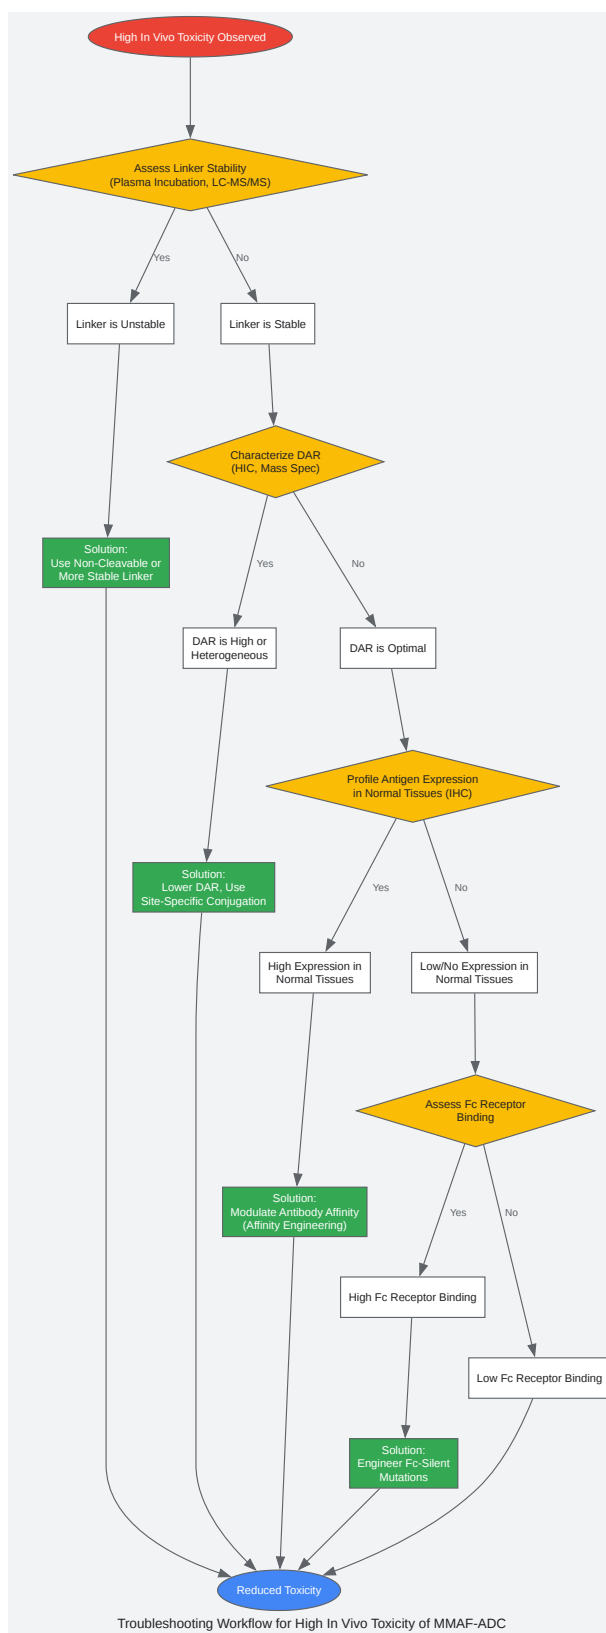 High In Vivo Toxicity Observed
Assess Linker Stability
(Plasma Incubation, LC-MS/MS)
Yes
No
Linker is Unstable
Linker is Stable
Characterize DAR
(HIC, Mass Spec)
Solution:
Use Non-Cleavable or
More Stable Linker
Yes
No
DAR is High or
Heterogeneous
DAR is Optimal
Profile Antigen Expression
in Normal Tissues (IHC)
Solution:
Lower DAR, Use
Site-Specific Conjugation
Yes
No
High Expression in
Normal Tissues
Low/No Expression in
Normal Tissues
Assess Fc Receptor
Binding
Solution:
Modulate Antibody Affinity
(Affinity Engineering)
Yes
No
High Fc Receptor Binding
Low Fc Receptor Binding
Solution:
Engineer Fc-Silent
Mutations
Reduced Toxicity
Troubleshooting Workflow for High In Vivo Toxicity of MMAF-ADC